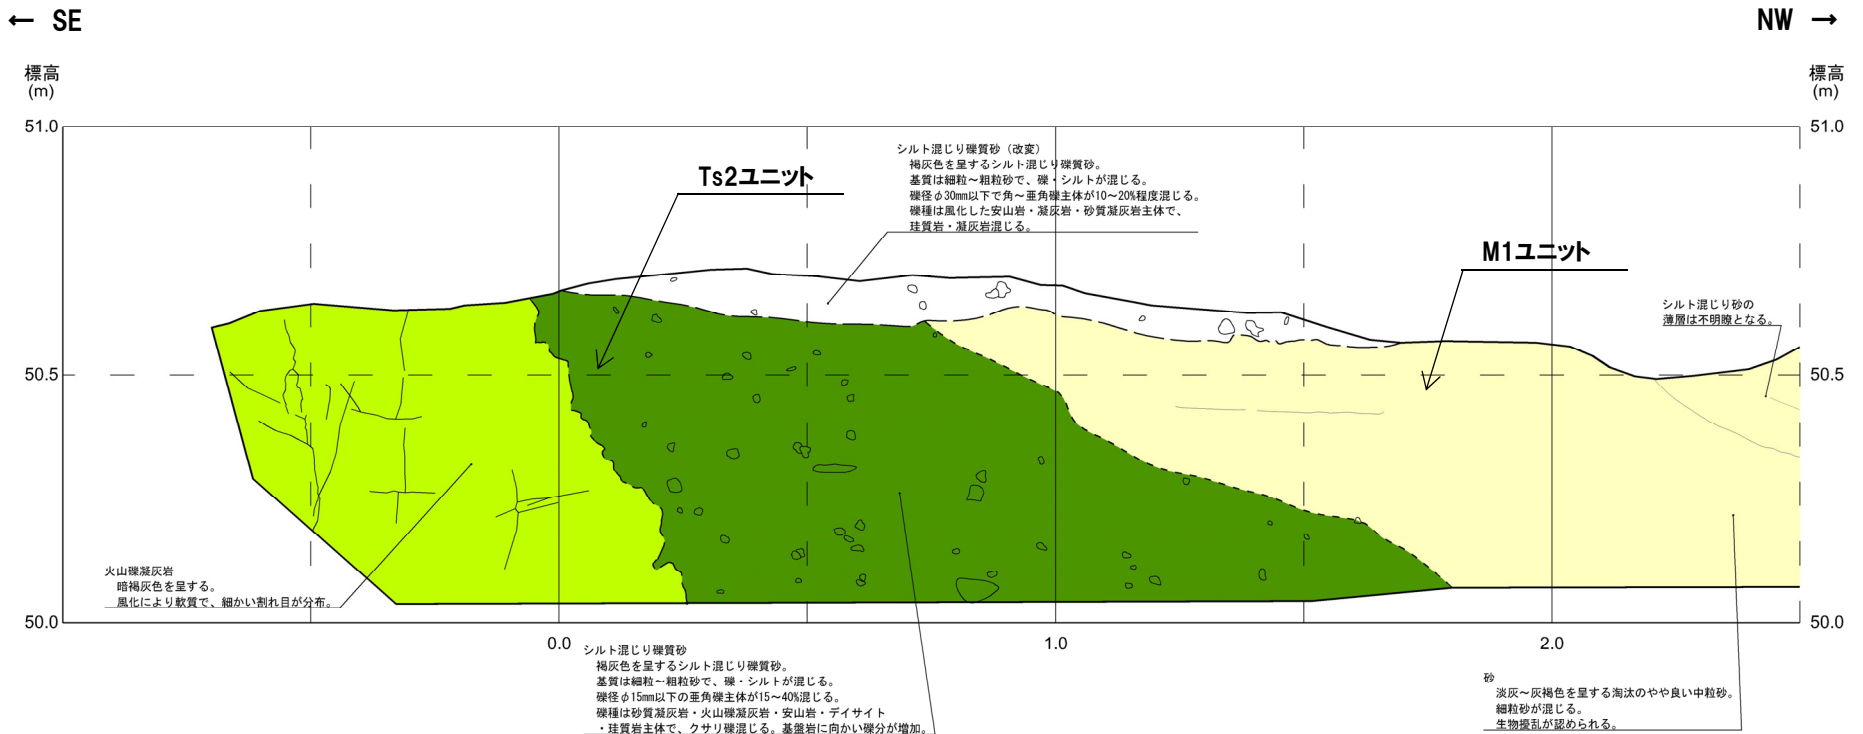 ← SE
NW →
標高
(m)
標高
(m)
51.0
51.0
シルト混じり礫質砂（改変）
褐灰色を呈するシルト混じり礫質砂。
基質は細粒～粗粒砂で、礫・シルトが混じる。
礫径φ30mm以下で角～亜角礫主体が10～20%程度混じる。
礫種は風化した安山岩・凝灰岩・砂質凝灰岩主体で、
珪質岩・凝灰岩混じる。
Ts2ユニット
M1ユニット
シルト混じり砂の
薄層は不明瞭となる。
50.5
50.5
火山礫凝灰岩
暗褐灰色を呈する。
風化により軟質で、細かい割れ目が分布。
50.0
50.0
0.0
1.0
2.0
シルト混じり礫質砂
褐灰色を呈するシルト混じり礫質砂。
基質は細粒～粗粒砂で、礫・シルトが混じる。
礫径φ15mm以下の亜角礫主体が15～40%混じる。
礫種は砂質凝灰岩・火山礫凝灰岩・安山岩・デイサイト
・珪質岩主体で、クサリ礫混じる。基盤岩に向かい礫分が増加。
砂
淡灰～灰褐色を呈する淘汰のやや良い中粒砂。
細粒砂が混じる。
生物擾乱が認められる。